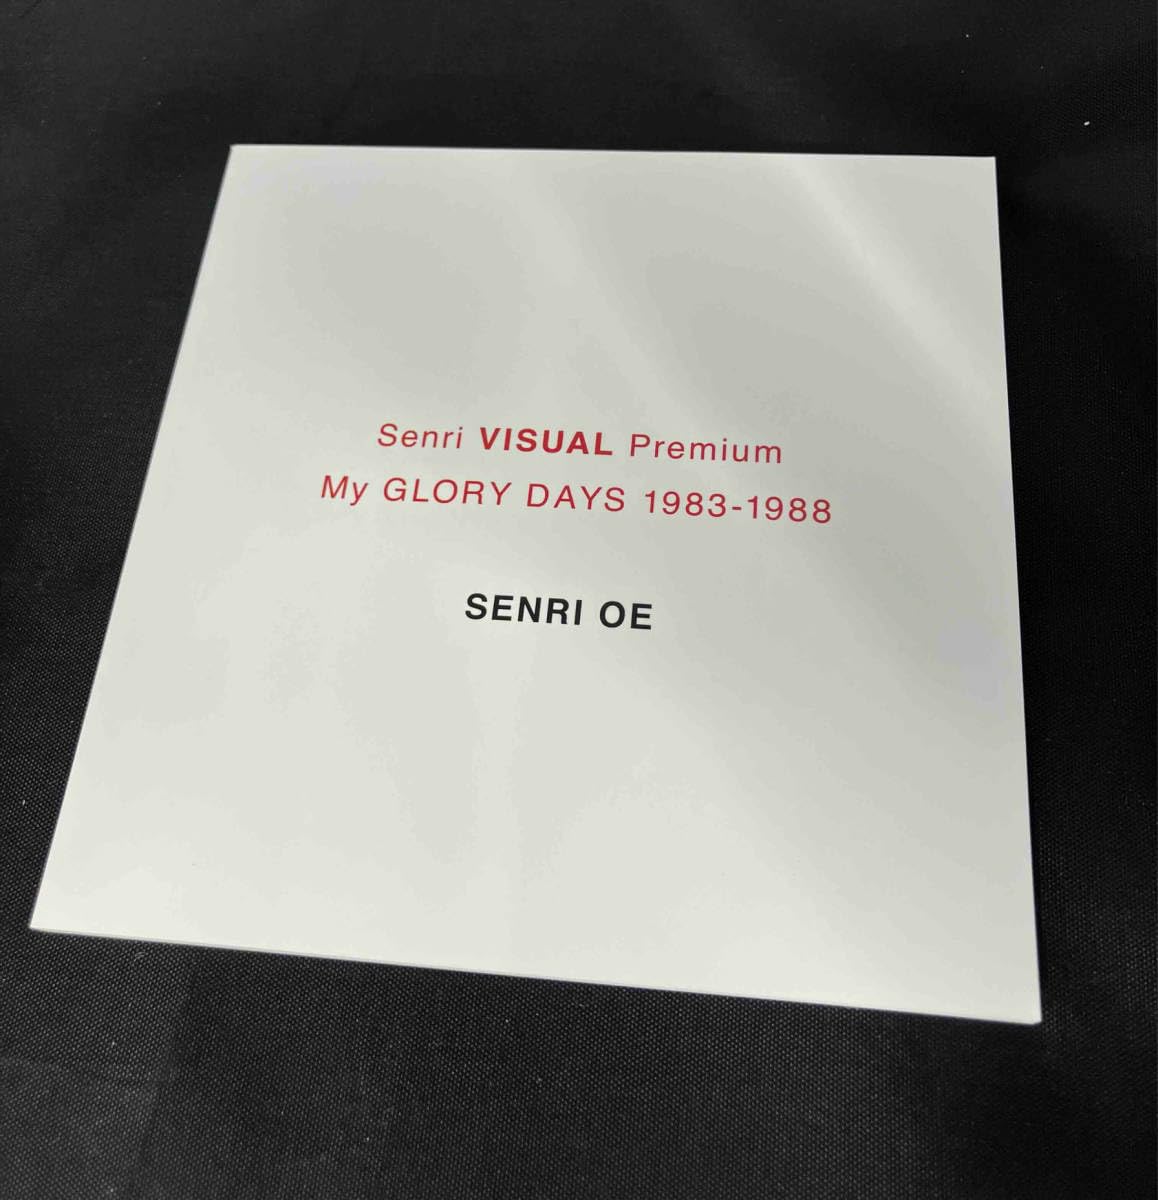 Senri VISUAL Premium
My GLORY DAYS 1983-1988
SENRI OE